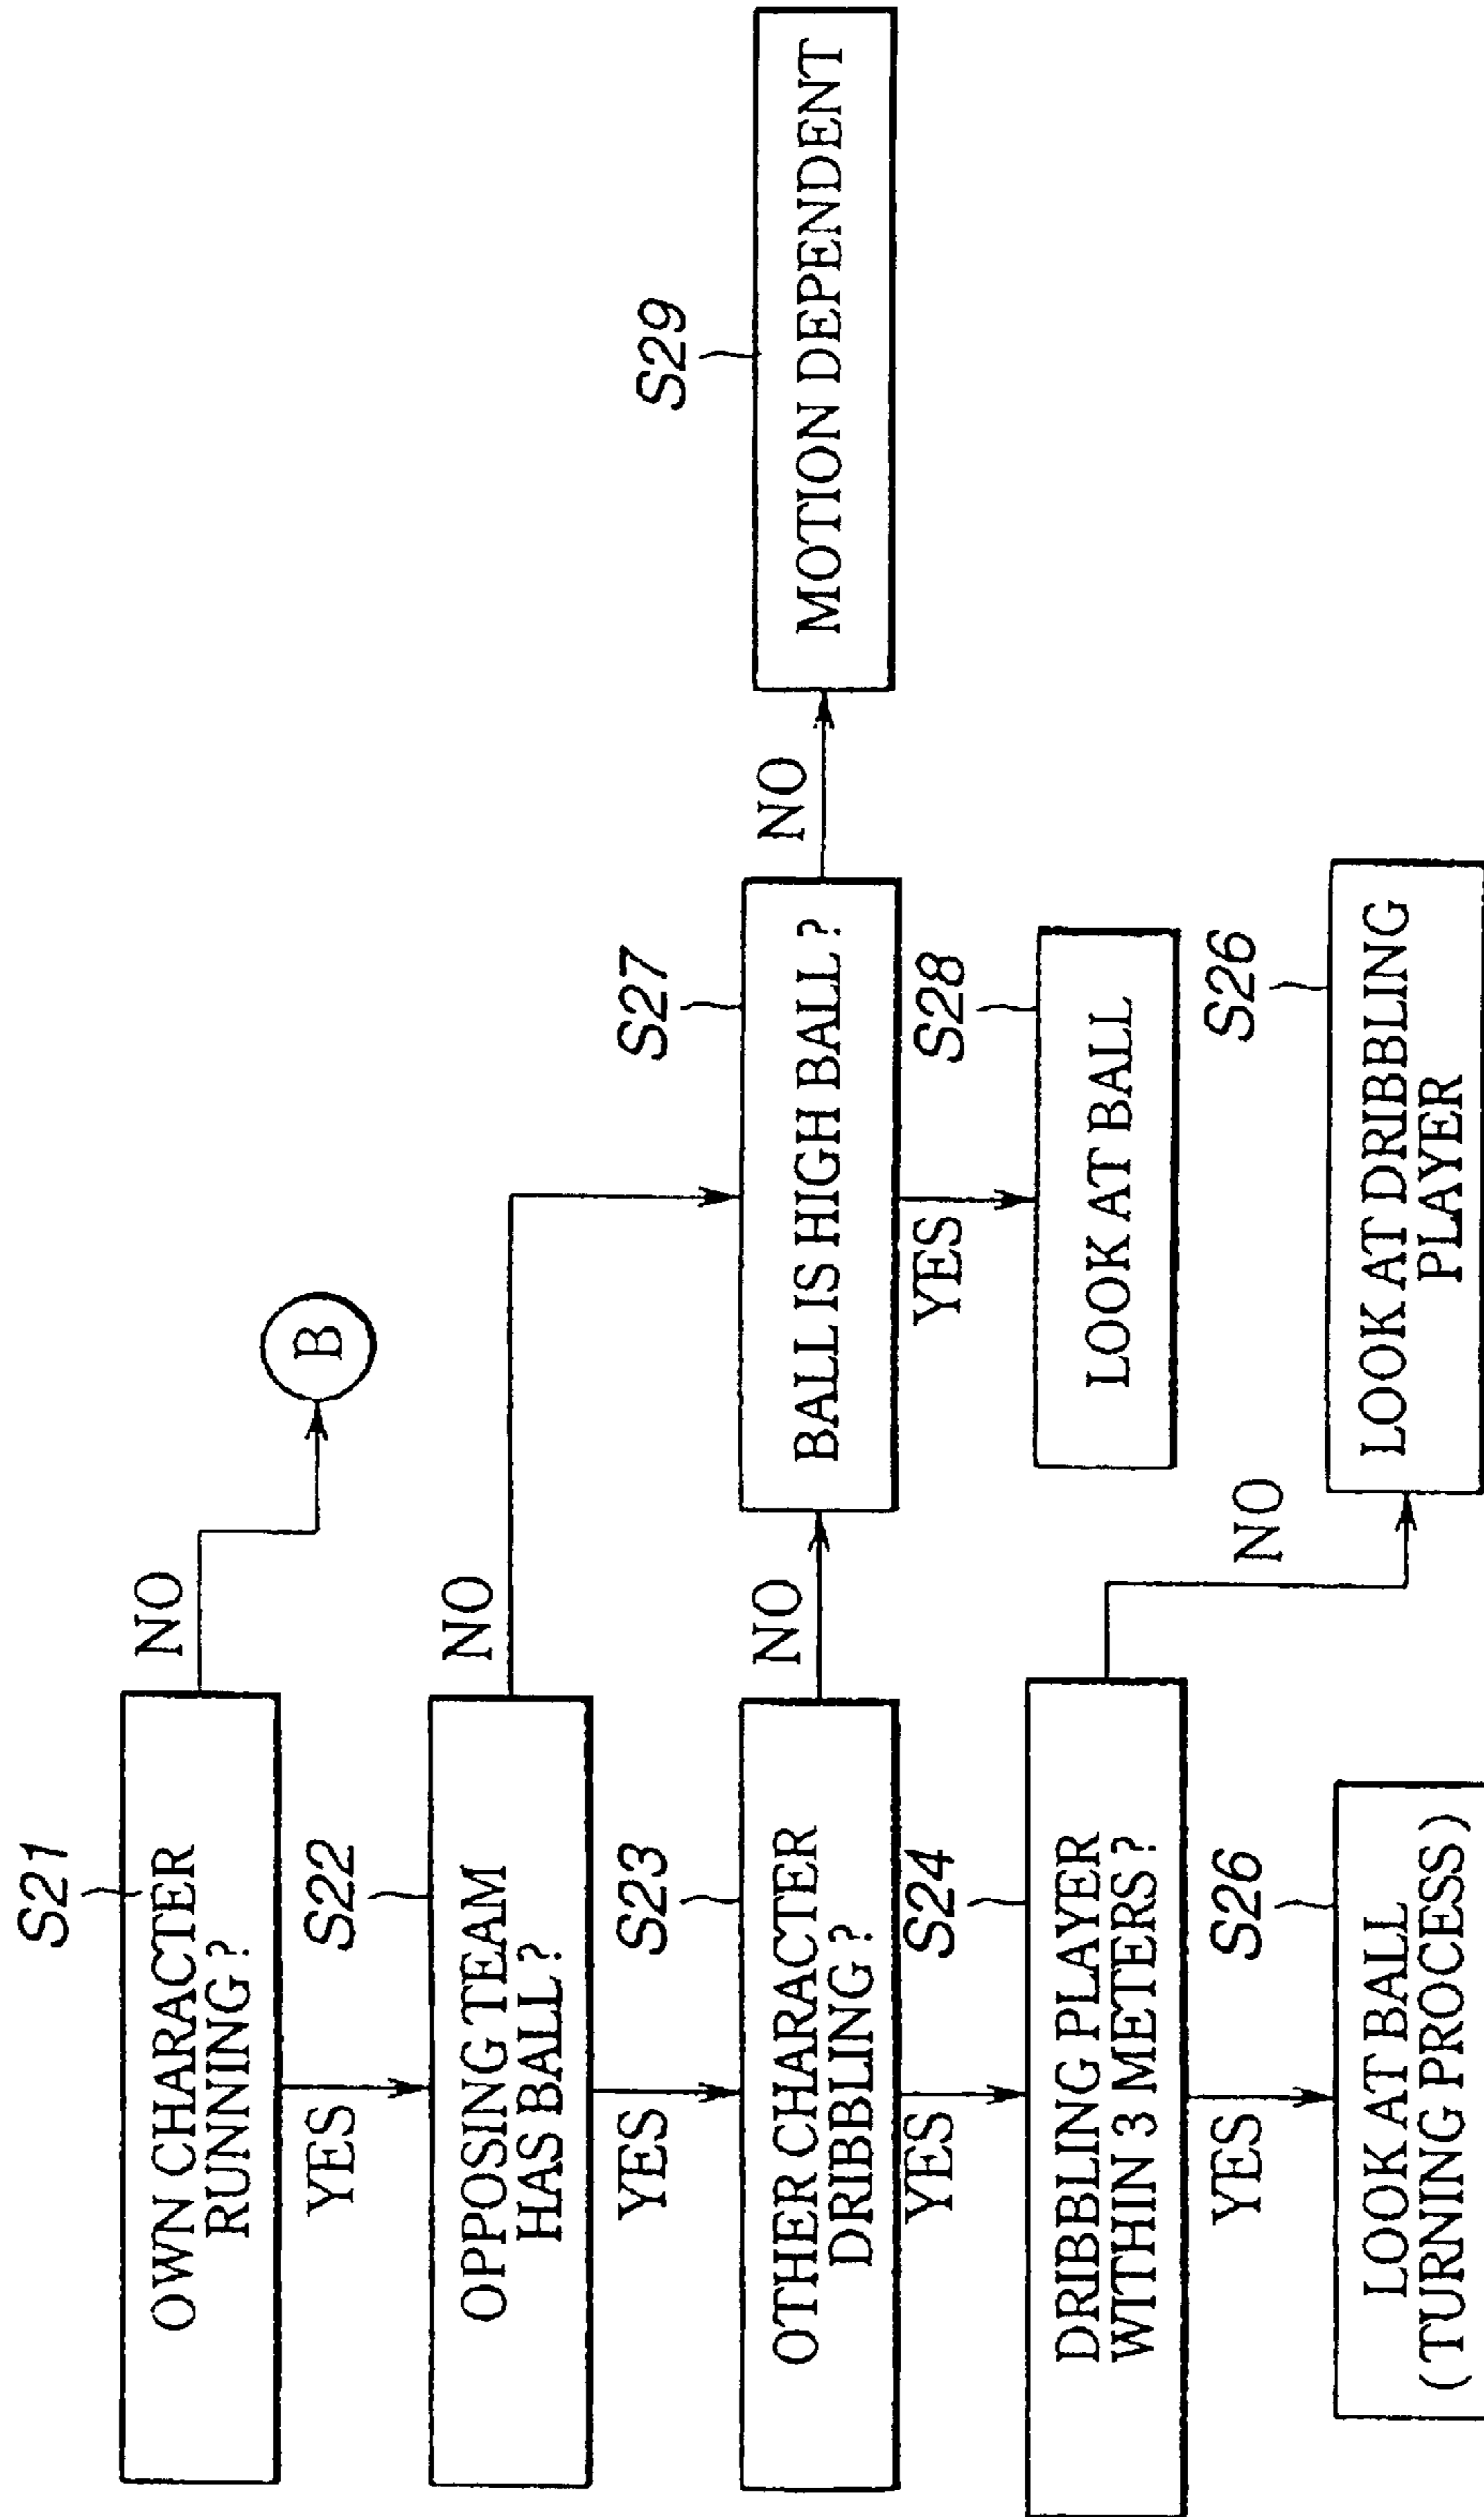 S21
OWN CHARACTER
RUNNING?
NO
B
YES
S22
OPPOSING TEAM
HAS BALL?
NO
YES
S23
OTHER CHARACTER
DRIBBLING?
NO
S27
BALL IS HIGH BALL?
NO
S29
MOTION DEPENDENT
YES
S28
LOOK AT BALL
YES
S24
DRIBBLING PLAYER
WITHIN 3 METERS?
NO
S26
LOOK AT DRIBBLING
PLAYER
YES
S26
LOOK AT BALL
(TURNING PROCESS)